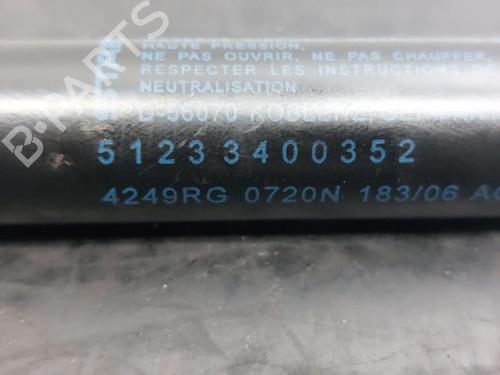 HAUTE PRESSION,
NE PAS OUVRIR, NE PAS CHAUFFER,
RESPECTER LES INSTRUCTIONS DE
NEUTRALISATION
D-56070
51233400352
4249RG 0720N 183/06
B-PARTS